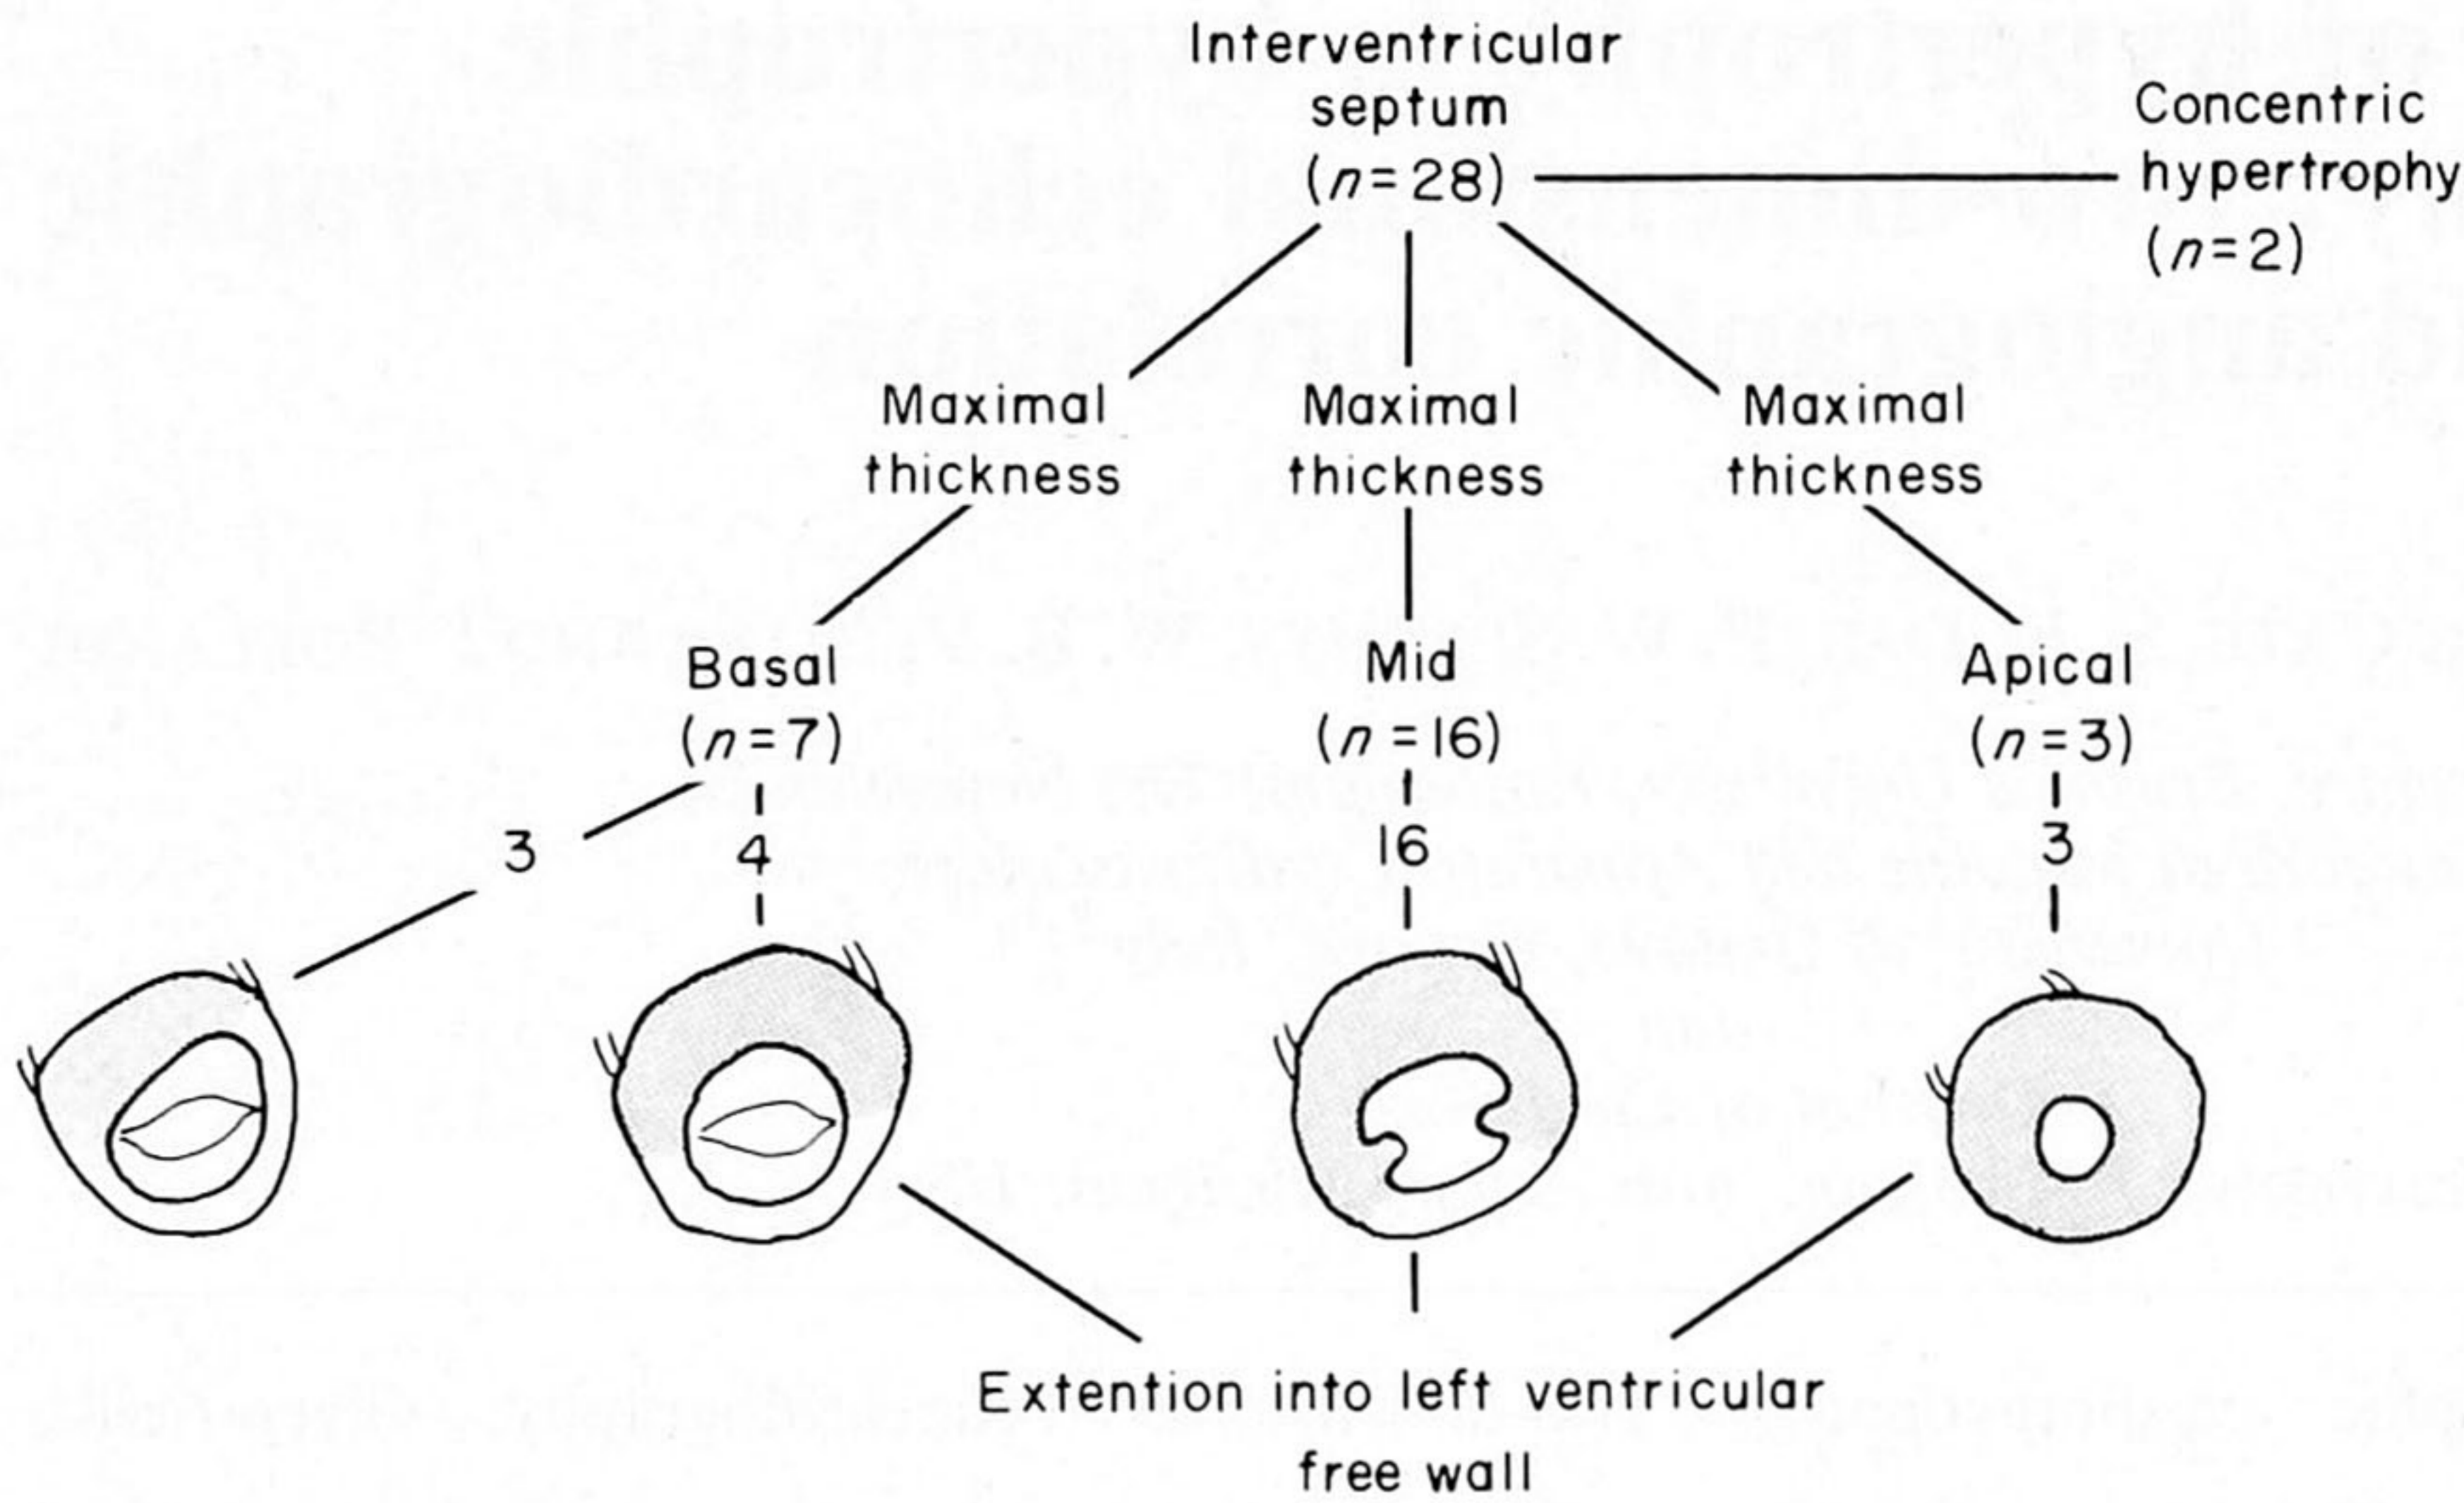 Interventricular
septum
(n=28)
Concentric
hypertrophy
(n=2)
Maximal
thickness
Maximal
thickness
Maximal
thickness
Basal
(n=7)
Mid
(n=16)
Apical
(n=3)
3
4
16
3
Extention into left ventricular
free wall